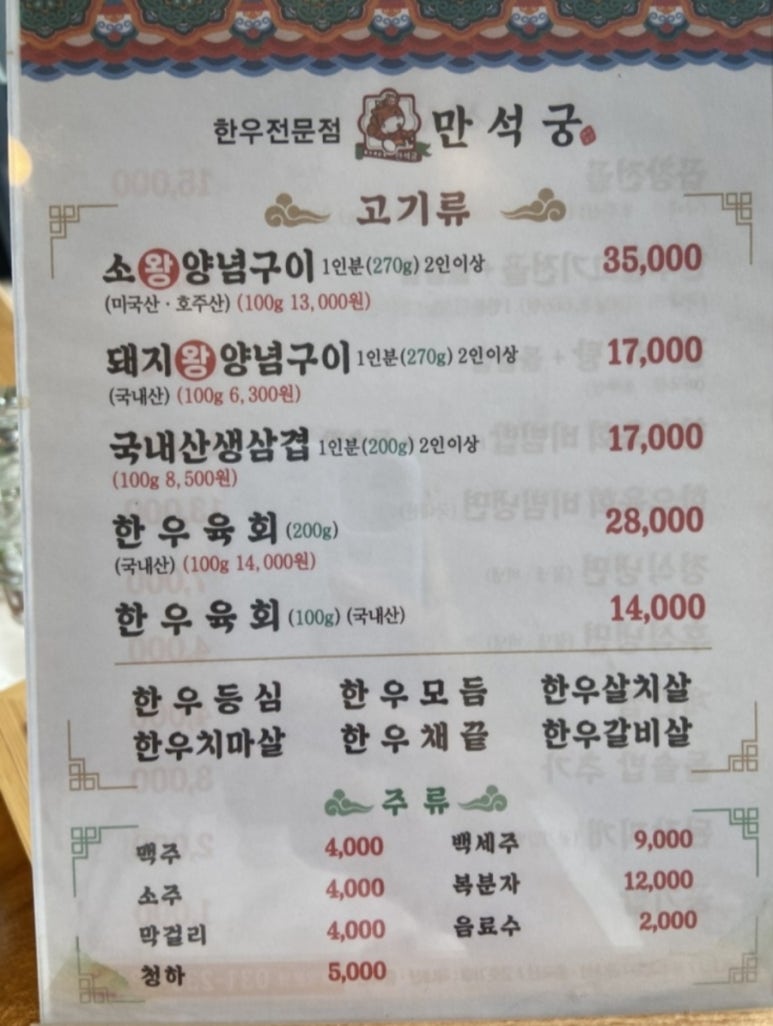 한우전문점 만석궁
고기류
소왕양념구이 1인분(270g) 2인이상 35,000
(미국산·호주산) (100g 13,000원)
돼지왕양념구이 1인분(270g) 2인이상 17,000
(국내산) (100g 6,300원)
국내산생삼겹 1인분(200g) 2인이상 17,000
(100g 8,500원)
한우육회 (200g) 28,000
(국내산) (100g 14,000원)
한우육회 (100g) (국내산) 14,000
한우등심 한우모듬 한우살치살
한우치마살 한우채끝 한우갈비살
주류
맥주 4,000 백세주 9,000
소주 4,000 복분자 12,000
막걸리 4,000 음료수 2,000
청하 5,000